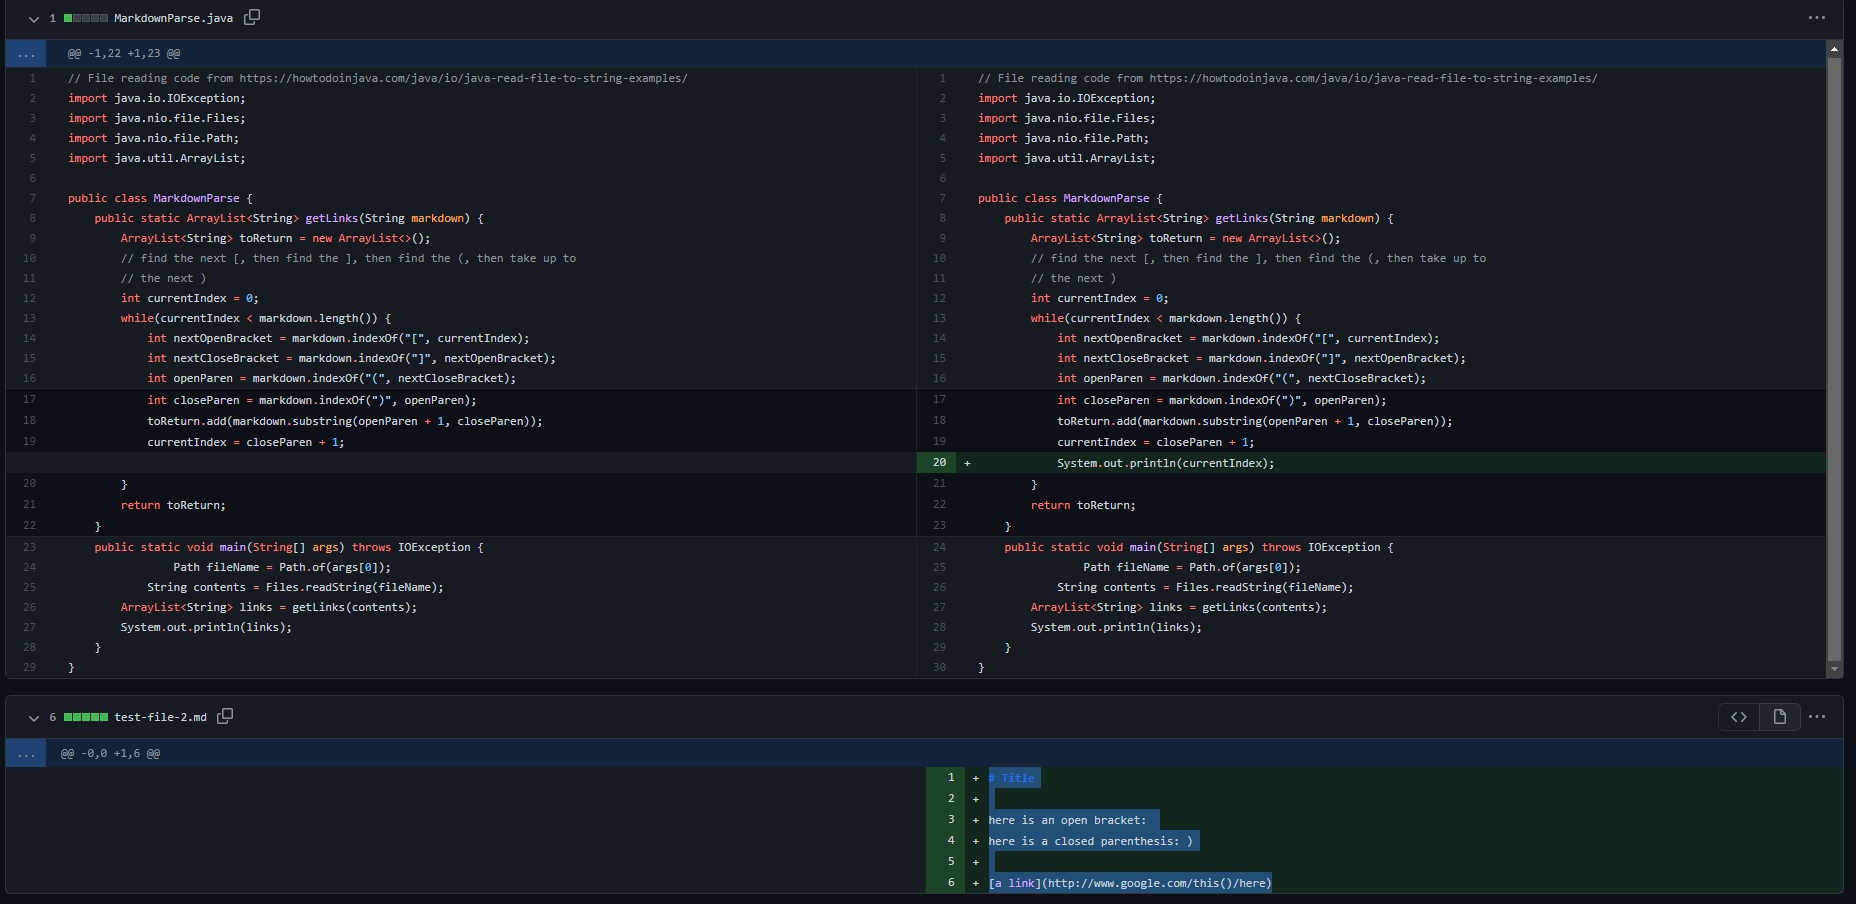 1 MarkdownParse.java
@@ -1,22 +1,23 @@
1 // File reading code from https://howtodoinjava.com/java/io/java-read-file-to-string-examples/
2 import java.io.IOException;
3 import java.nio.file.Files;
4 import java.nio.file.Path;
5 import java.util.ArrayList;
6
7 public class MarkdownParse {
8 public static ArrayList<String> getLinks(String markdown) {
9 ArrayList<String> toReturn = new ArrayList<>();
10 // find the next [, then find the ], then find the (, then take up to
11 // the next )
12 int currentIndex = 0;
13 while(currentIndex < markdown.length()) {
14 int nextOpenBracket = markdown.indexOf("[", currentIndex);
15 int nextCloseBracket = markdown.indexOf("]", nextOpenBracket);
16 int openParen = markdown.indexOf("(", nextCloseBracket);
17 int closeParen = markdown.indexOf(")", openParen);
18 toReturn.add(markdown.substring(openParen + 1, closeParen));
19 currentIndex = closeParen + 1;
20 }
21 return toReturn;
22 }
23 public static void main(String[] args) throws IOException {
24 Path fileName = Path.of(args[0]);
25 String contents = Files.readString(fileName);
26 ArrayList<String> links = getLinks(contents);
27 System.out.println(links);
28 }
29 }
1 // File reading code from https://howtodoinjava.com/java/io/java-read-file-to-string-examples/
2 import java.io.IOException;
3 import java.nio.file.Files;
4 import java.nio.file.Path;
5 import java.util.ArrayList;
6
7 public class MarkdownParse {
8 public static ArrayList<String> getLinks(String markdown) {
9 ArrayList<String> toReturn = new ArrayList<>();
10 // find the next [, then find the ], then find the (, then take up to
11 // the next )
12 int currentIndex = 0;
13 while(currentIndex < markdown.length()) {
14 int nextOpenBracket = markdown.indexOf("[", currentIndex);
15 int nextCloseBracket = markdown.indexOf("]", nextOpenBracket);
16 int openParen = markdown.indexOf("(", nextCloseBracket);
17 int closeParen = markdown.indexOf(")", openParen);
18 toReturn.add(markdown.substring(openParen + 1, closeParen));
19 currentIndex = closeParen + 1;
20 + System.out.println(currentIndex);
21 }
22 return toReturn;
23 }
24 public static void main(String[] args) throws IOException {
25 Path fileName = Path.of(args[0]);
26 String contents = Files.readString(fileName);
27 ArrayList<String> links = getLinks(contents);
28 System.out.println(links);
29 }
30 }
6 test-file-2.md
@@ -0,0 +1,6 @@
1 + # Title
2 +
3 + here is an open bracket:
4 + here is a closed parenthesis: )
5 +
6 + [a link](http://www.google.com/this()/here)